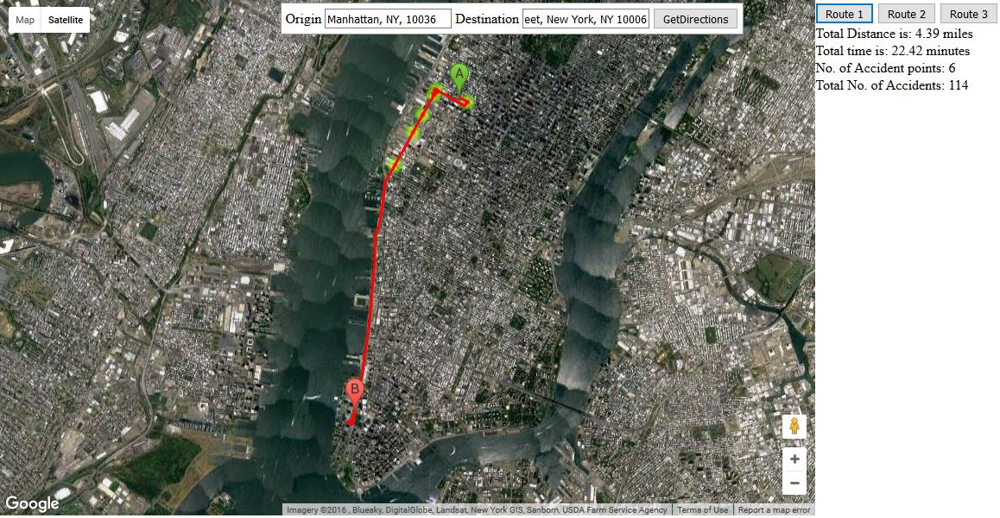 Map Satellite
Origin Manhattan, NY, 10036 Destination eet, New York, NY 10006 GetDirections
Route 1 Route 2 Route 3
Total Distance is: 4.39 miles
Total time is: 22.42 minutes
No. of Accident points: 6
Total No. of Accidents: 114
A
B
+
−
Google
Imagery ©2016 , Bluesky, DigitalGlobe, Landsat, New York GIS, Sanborn, USDA Farm Service Agency Terms of Use Report a map error